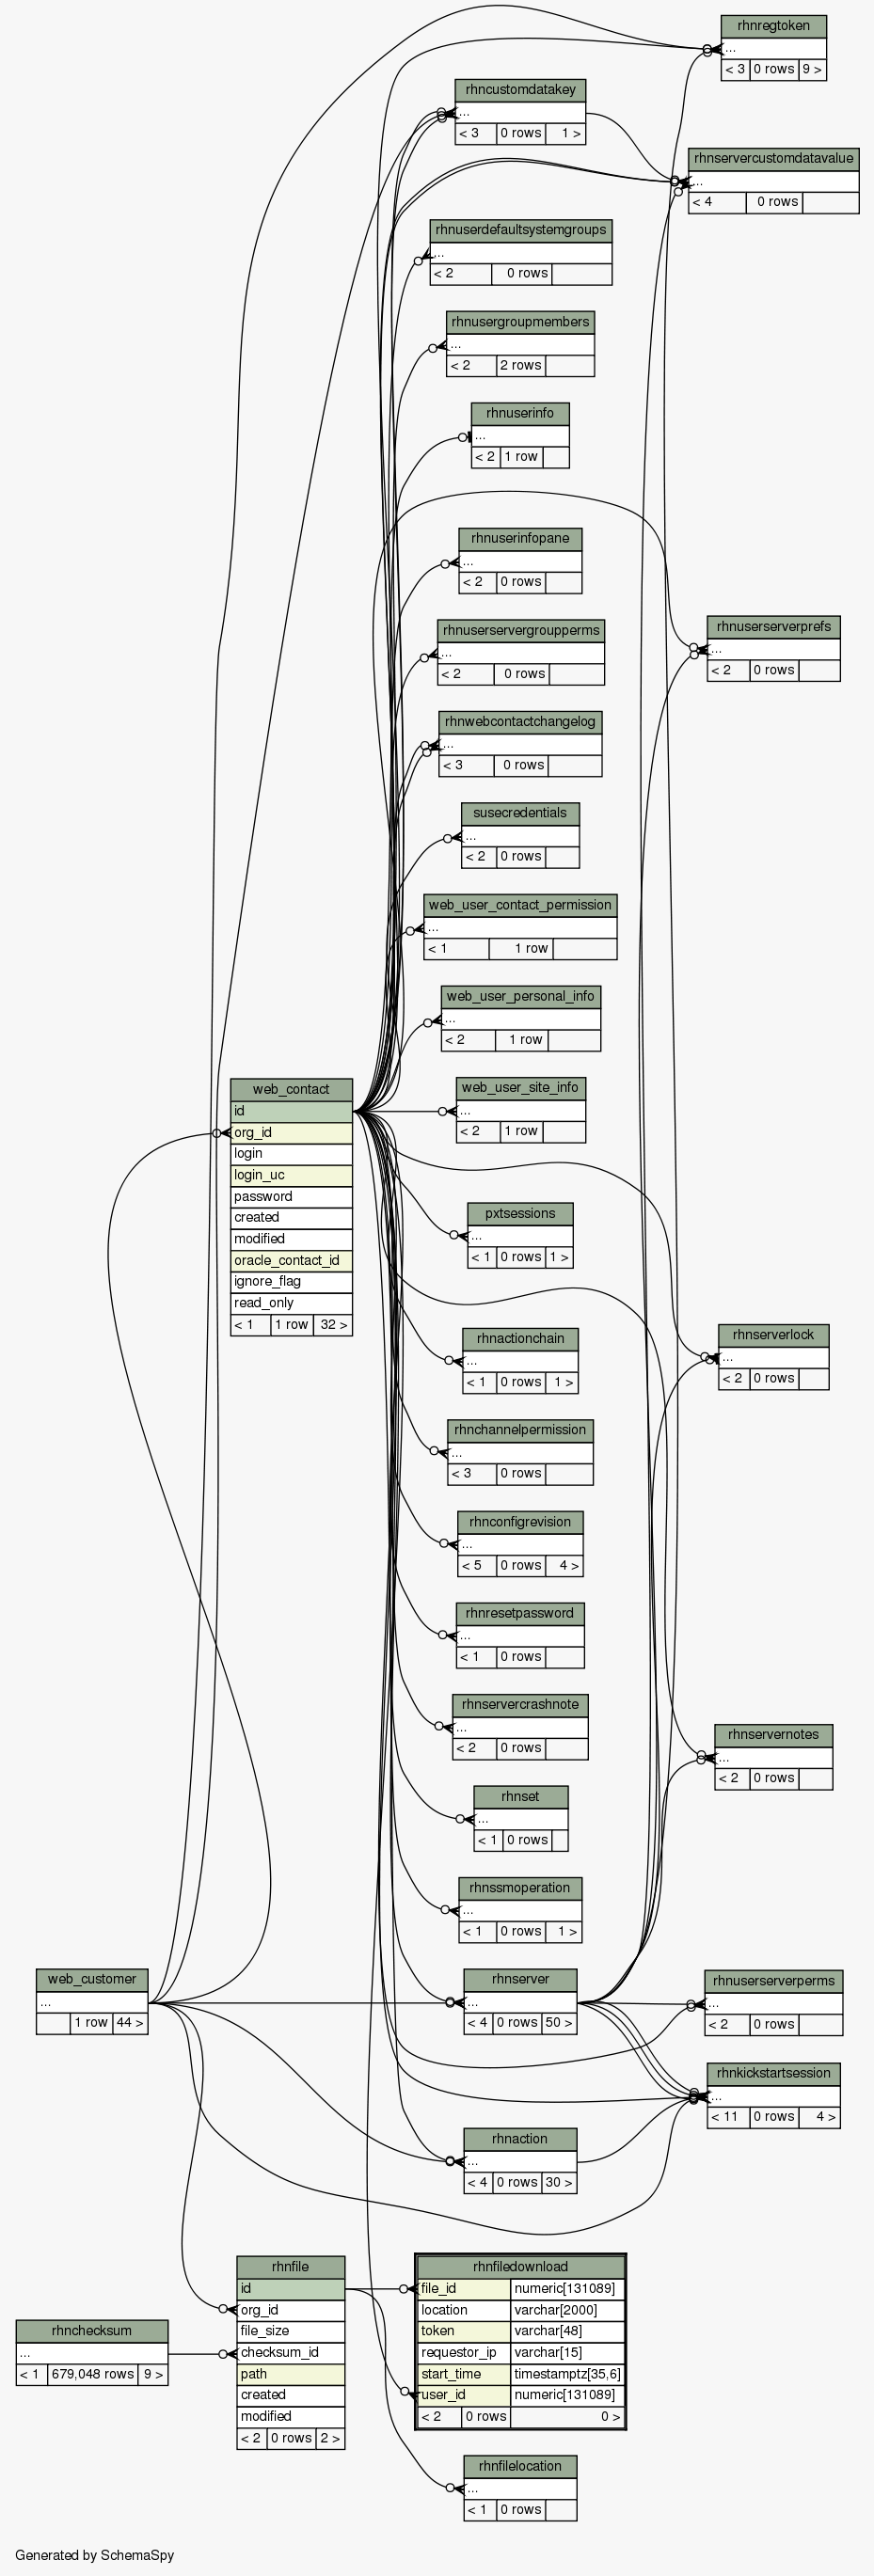 rhnregtoken
...
< 3 0 rows 9 >
rhncustomdatakey
...
< 3 0 rows 1 >
rhnservercustomdatavalue
...
< 4 0 rows
rhnuserdefaultsystemgroups
...
< 2 0 rows
rhnusergroupmembers
...
< 2 2 rows
rhnuserinfo
...
< 2 1 row
rhnuserinfopane
...
< 2 0 rows
rhnuserservergroupperms
...
< 2 0 rows
rhnuserserverprefs
...
< 2 0 rows
rhnwebcontactchangelog
...
< 3 0 rows
susecredentials
...
< 2 0 rows
web_user_contact_permission
...
< 1 1 row
web_user_personal_info
...
< 2 1 row
web_user_site_info
...
< 2 1 row
web_contact
id
org_id
login
login_uc
password
created
modified
oracle_contact_id
ignore_flag
read_only
< 1 1 row 32 >
pxtsessions
...
< 1 0 rows 1 >
rhnactionchain
...
< 1 0 rows 1 >
rhnserverlock
...
< 2 0 rows
rhnchannelpermission
...
< 3 0 rows
rhnconfigrevision
...
< 5 0 rows 4 >
rhnresetpassword
...
< 1 0 rows
rhnservercrashnote
...
< 2 0 rows
rhnservernotes
...
< 2 0 rows
rhnset
...
< 1 0 rows
rhnssmoperation
...
< 1 0 rows 1 >
web_customer
...
1 row 44 >
rhnserver
...
< 4 0 rows 50 >
rhnuserserverperms
...
< 2 0 rows
rhnkickstartsession
...
< 11 0 rows 4 >
rhnaction
...
< 4 0 rows 30 >
rhnfile
id
org_id
file_size
checksum_id
path
created
modified
< 2 0 rows 2 >
rhnfiledownload
file_id numeric[131089]
location varchar[2000]
token varchar[48]
requestor_ip varchar[15]
start_time timestamptz[35,6]
user_id numeric[131089]
< 2 0 rows 0 >
rhnchecksum
...
< 1 679,048 rows 9 >
rhnfilelocation
...
< 1 0 rows
Generated by SchemaSpy